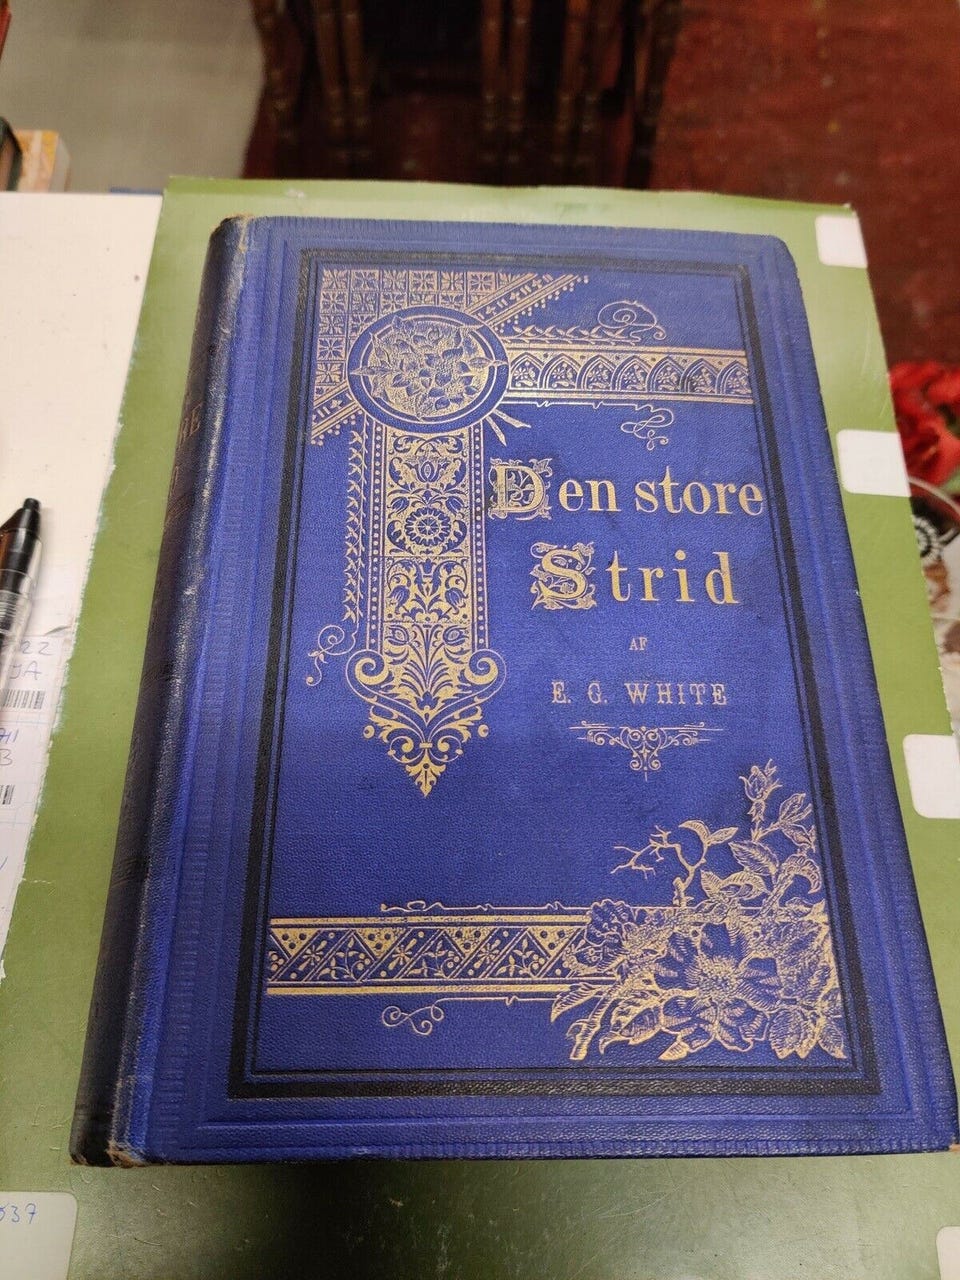 Den store
Strid
AF
E. G. WHITE